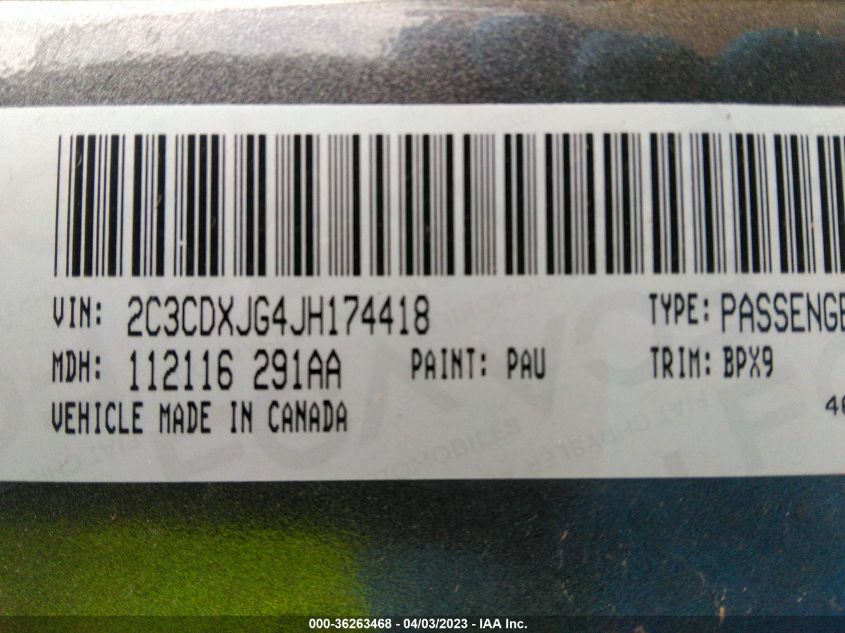 VIN: 2C3CDXJG4JH174418 TYPE: PASSENGE
MDH: 112116 291AA PAINT: PAU TRIM: BPX9
VEHICLE MADE IN CANADA
000-36263468 - 04/03/2023 - IAA Inc.